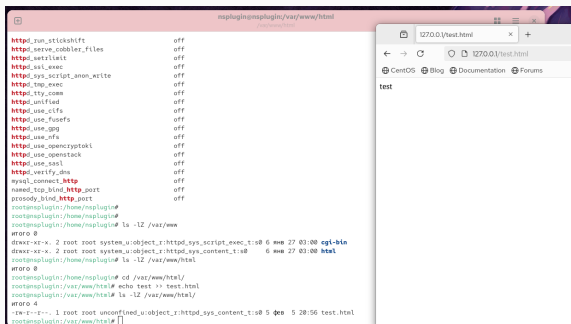 nsplugin@nsplugin:/var/www/html
/var/www/html
httpd_run_stickshift off
httpd_serve_cobbler_files off
httpd_setrlimit off
httpd_ssi_exec off
httpd_sys_script_anon_write off
httpd_tmp_exec off
httpd_tty_comm off
httpd_unified off
httpd_use_cifs off
httpd_use_fusefs off
httpd_use_gpg off
httpd_use_nfs off
httpd_use_opencryptoki off
httpd_use_openstack off
httpd_use_sasl off
httpd_verify_dns off
mysql_connect_http off
named_tcp_bind_http_port off
prosody_bind_http_port off
root@nsplugin:/home/nsplugin#
root@nsplugin:/home/nsplugin#
root@nsplugin:/home/nsplugin# ls -lZ /var/www
итого 0
drwxr-xr-x. 2 root root system_u:object_r:httpd_sys_script_exec_t:s0 6 янв 27 03:00 cgi-bin
drwxr-xr-x. 2 root root system_u:object_r:httpd_sys_content_t:s0 6 янв 27 03:00 html
root@nsplugin:/home/nsplugin# ls -lZ /var/www/html
итого 0
root@nsplugin:/home/nsplugin# cd /var/www/html/
root@nsplugin:/var/www/html# echo test >> test.html
root@nsplugin:/var/www/html# ls -lZ /var/www/html/
итого 4
-rw-r--r--. 1 root root unconfined_u:object_r:httpd_sys_content_t:s0 5 фев 5 20:56 test.html
root@nsplugin:/var/www/html#
127.0.0.1/test.html
127.0.0.1/test.html
CentOS Blog Documentation Forums
test